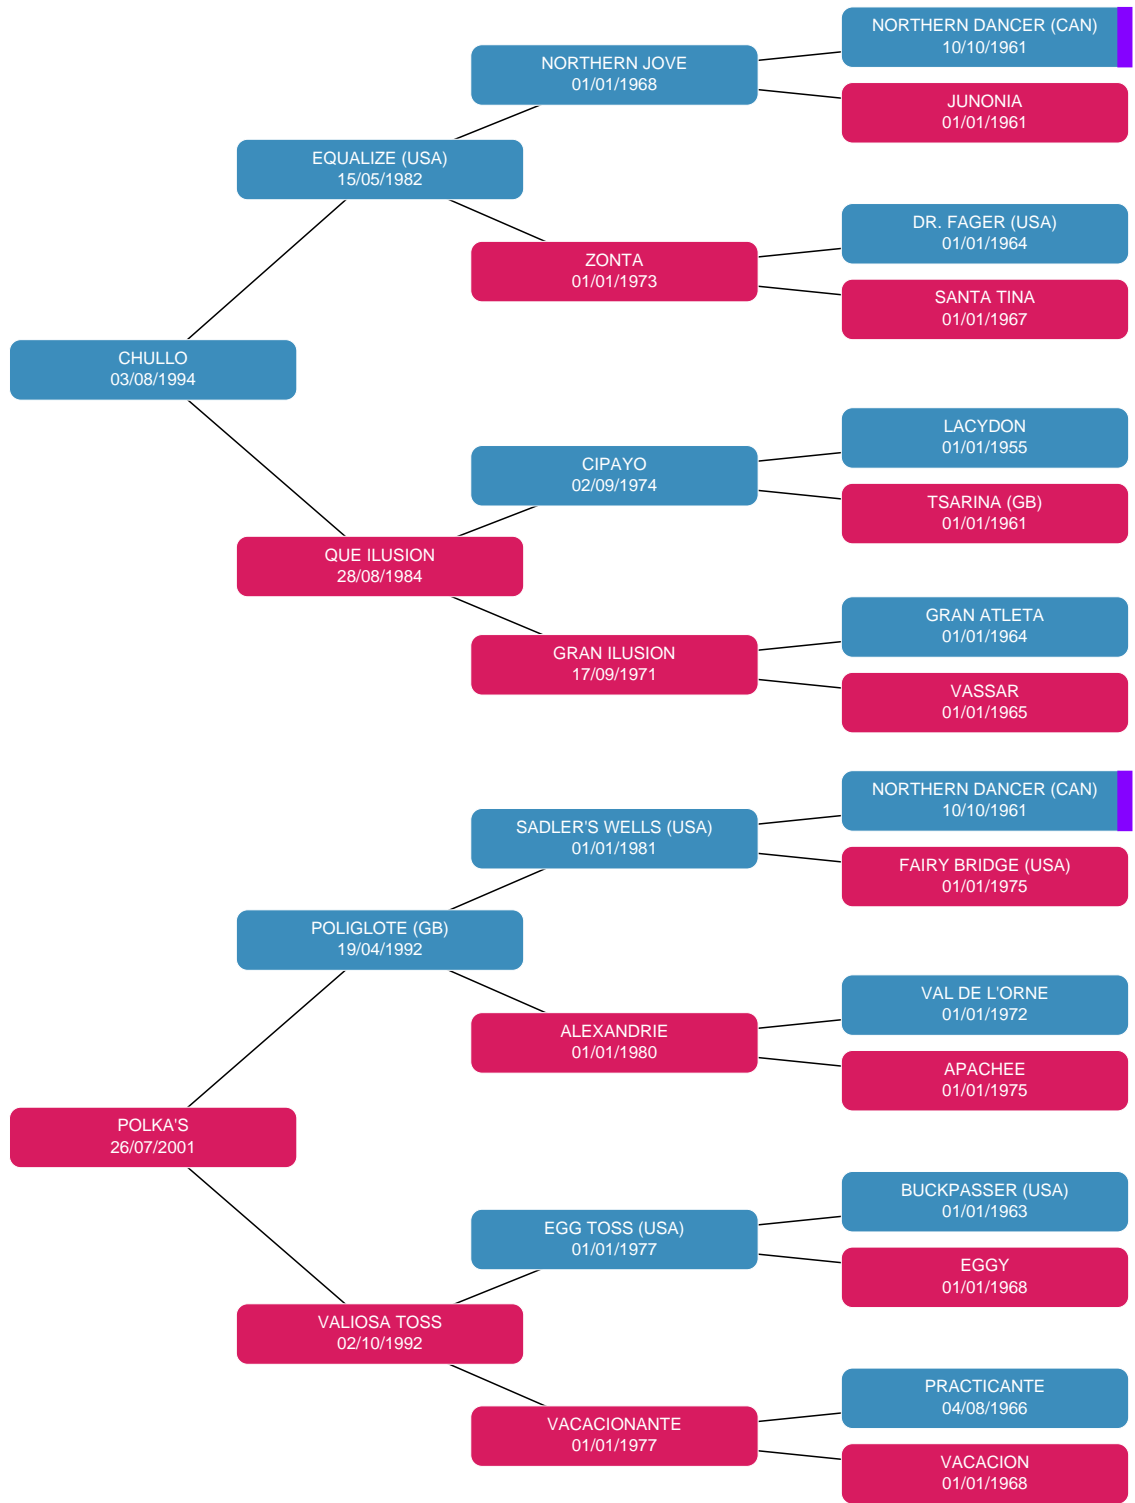 NORTHERN DANCER (CAN)
10/10/1961
NORTHERN JOVE
01/01/1968
JUNONIA
01/01/1961
EQUALIZE (USA)
15/05/1982
DR. FAGER (USA)
01/01/1964
ZONTA
01/01/1973
SANTA TINA
01/01/1967
CHULLO
03/08/1994
LACYDON
01/01/1955
CIPAYO
02/09/1974
TSARINA (GB)
01/01/1961
QUE ILUSION
28/08/1984
GRAN ATLETA
01/01/1964
GRAN ILUSION
17/09/1971
VASSAR
01/01/1965
NORTHERN DANCER (CAN)
10/10/1961
SADLER'S WELLS (USA)
01/01/1981
FAIRY BRIDGE (USA)
01/01/1975
POLIGLOTE (GB)
19/04/1992
VAL DE L'ORNE
01/01/1972
ALEXANDRIE
01/01/1980
APACHEE
01/01/1975
POLKA'S
26/07/2001
BUCKPASSER (USA)
01/01/1963
EGG TOSS (USA)
01/01/1977
EGGY
01/01/1968
VALIOSA TOSS
02/10/1992
PRACTICANTE
04/08/1966
VACACIONANTE
01/01/1977
VACACION
01/01/1968